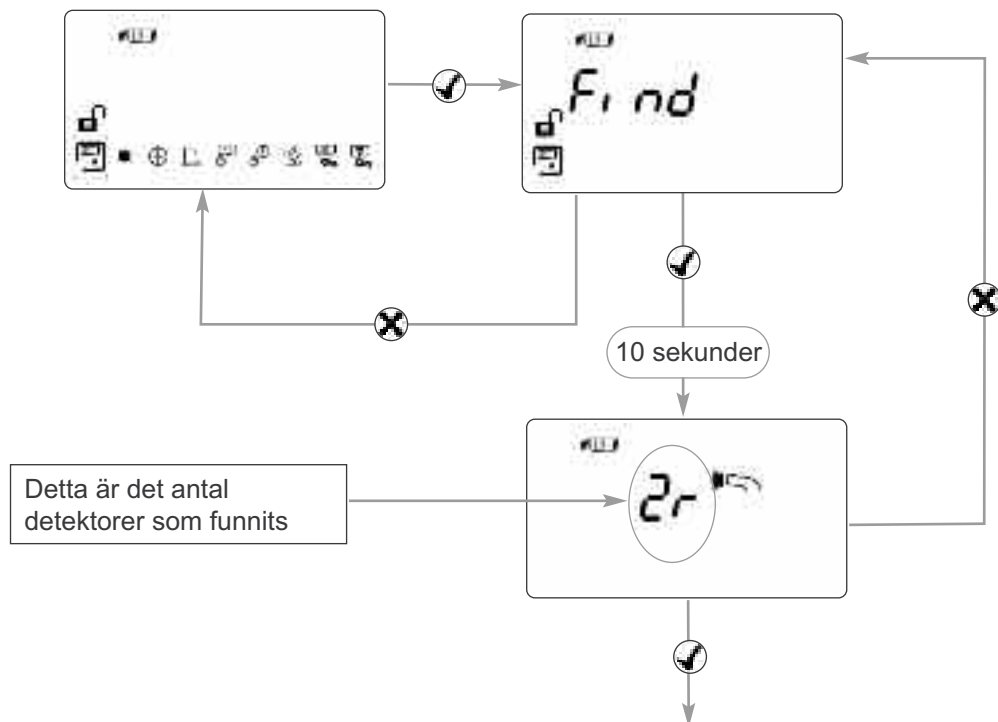 Find
10 sekunder
2r
Detta är det antal
detektorer som funnits